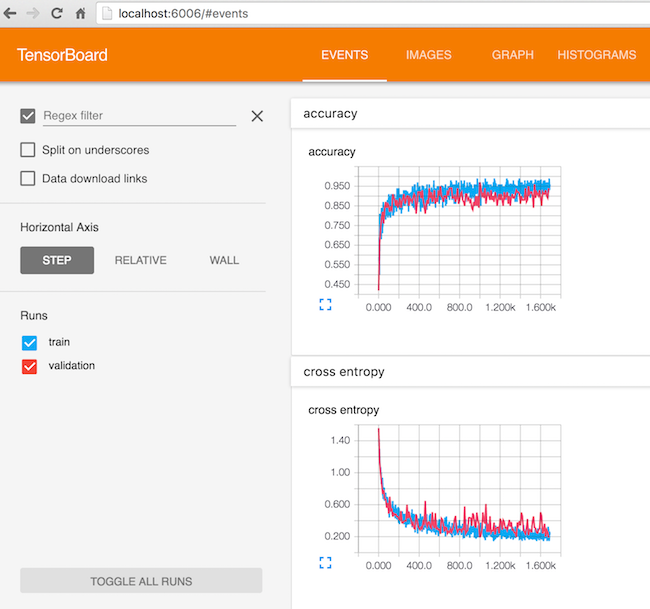 localhost:6006/#events
TensorBoard
EVENTS
IMAGES
GRAPH
HISTOGRAMS
Regex filter
Split on underscores
Data download links
Horizontal Axis
STEP
RELATIVE
WALL
Runs
train
validation
TOGGLE ALL RUNS
accuracy
accuracy
0.950
0.850
0.750
0.650
0.550
0.450
0.000 400.0 800.0 1.200k 1.600k
cross entropy
cross entropy
1.40
1.00
0.600
0.200
0.000 400.0 800.0 1.200k 1.600k